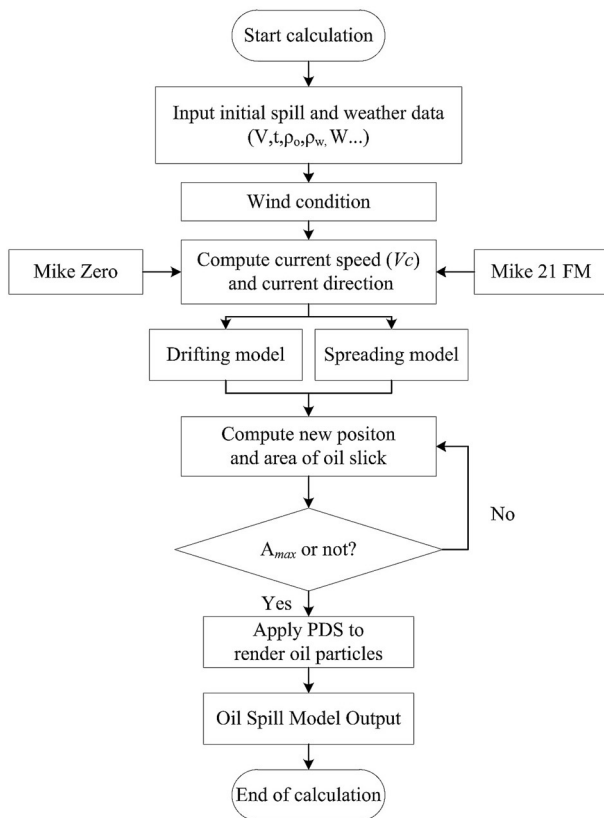 Start calculation
Input initial spill and weather data
(V,t,ρₒ,ρ_w, W...)
Wind condition
Mike Zero
Compute current speed (Vc)
and current direction
Mike 21 FM
Drifting model
Spreading model
Compute new positon
and area of oil slick
No
A_max or not?
Yes
Apply PDS to
render oil particles
Oil Spill Model Output
End of calculation